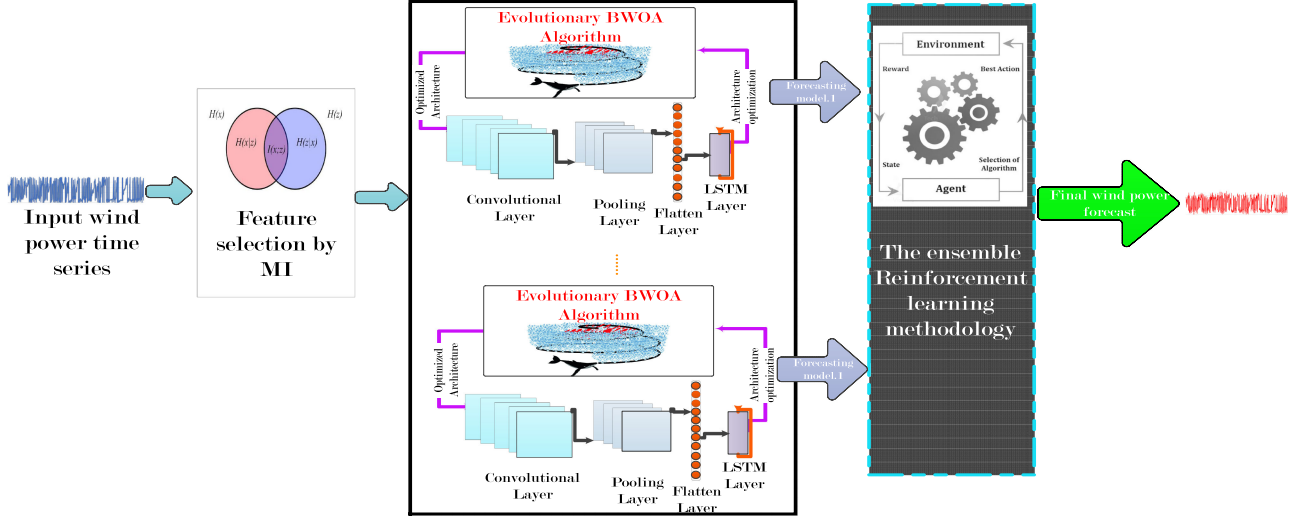 Input wind
power time
series
H(x)
H(z)
H(x|z)
I(x;z)
H(z|x)
Feature
selection by
MI
Evolutionary BWOA
Algorithm
Optimized
Architecture
Architecture
optimization
Convolutional
Layer
Pooling
Layer
Flatten
Layer
LSTM
Layer
Evolutionary BWOA
Algorithm
Optimized
Architecture
Architecture
optimization
Convolutional
Layer
Pooling
Layer
Flatten
Layer
LSTM
Layer
Forecasting
model.1
Forecasting
model.1
Environment
Reward
Best Action
State
Selection of
Algorithm
Agent
The ensemble
Reinforcement
learning
methodology
Final wind power
forecast